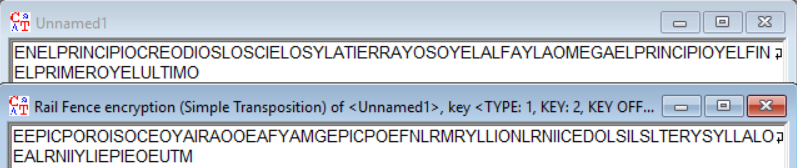 Unnamed1
ENELPRINCIPIOCREODIOSLOSCIELOSYLATIERRAYOSOYELALFAYLAOMEGAELPRINCIPIOYELFIN
ELPRIMEROYELULTIMO
Rail Fence encryption (Simple Transposition) of <Unnamed1>, key <TYPE: 1, KEY: 2, KEY OFF...
EEPICPOROISOCEOYAIRAOOEAFYAMGEPICPOEFNLRMRYLLIONLRNIICEDOLSILSLTERYSYLLALO
EALRNIIYLIEPIEOEUTM